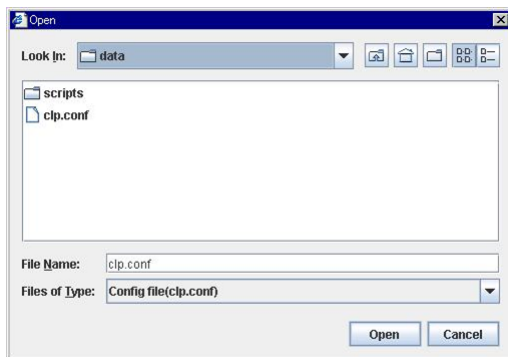 Open
Look In: data
scripts
clp.conf
File Name: clp.conf
Files of Type: Config file(clp.conf)
Open Cancel